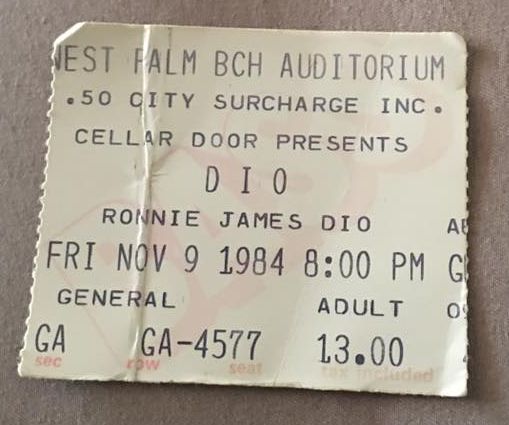 WEST PALM BCH AUDITORIUM
.50 CITY SURCHARGE INC.
CELLAR DOOR PRESENTS
DIO
RONNIE JAMES DIO
FRI NOV 9 1984 8:00 PM
GENERAL ADULT
GA GA-4577 13.00
sec row seat tax included